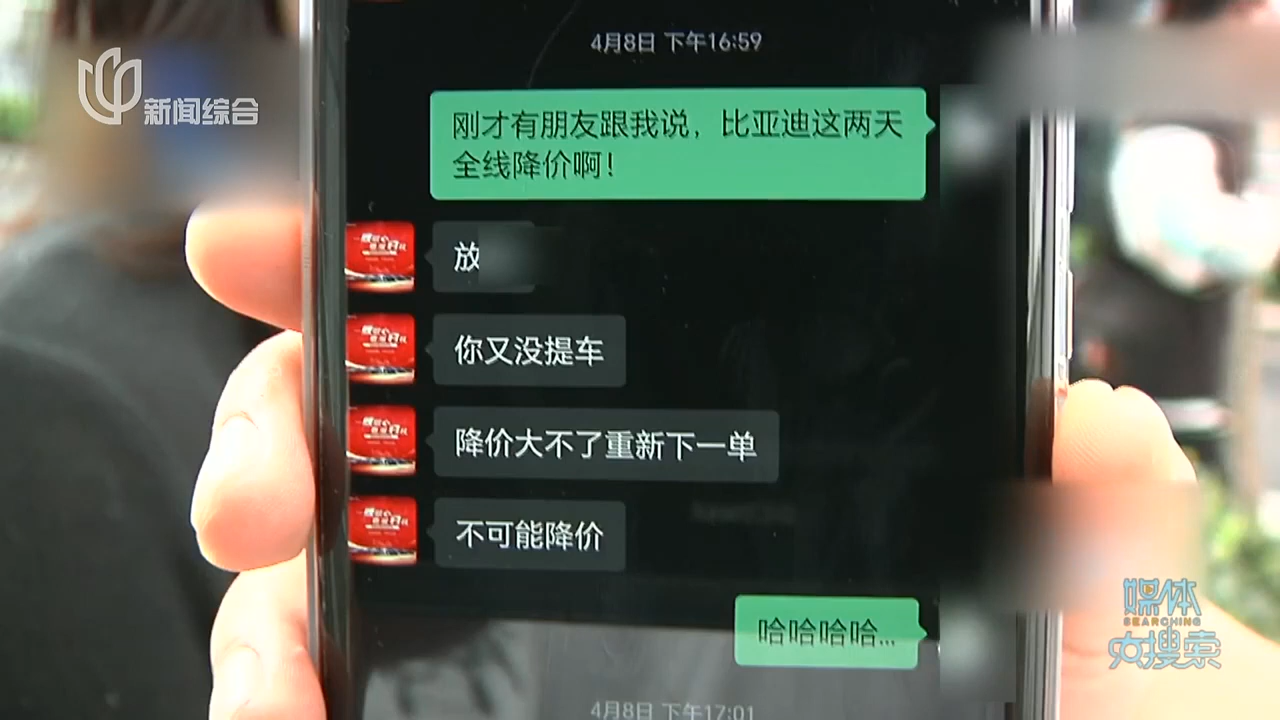 新闻综合
4月8日 下午16:59
刚才有朋友跟我说，比亚迪这两天
全线降价啊！
放
你又没提车
降价大不了重新下一单
不可能降价
哈哈哈哈...
4月8日 下午17:01
媒体
SEARCHING
大搜索